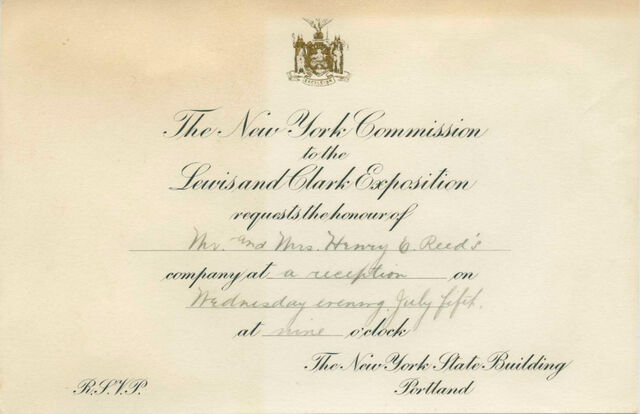 EXCELSIOR
The New York Commission
to the
Lewis and Clark Exposition
requests the honour of
Mr. and Mrs. Henry E. Reed's
company at a reception on
Wednesday evening, July fifth,
at nine o'clock
The New York State Building
Portland
R.S.V.P.